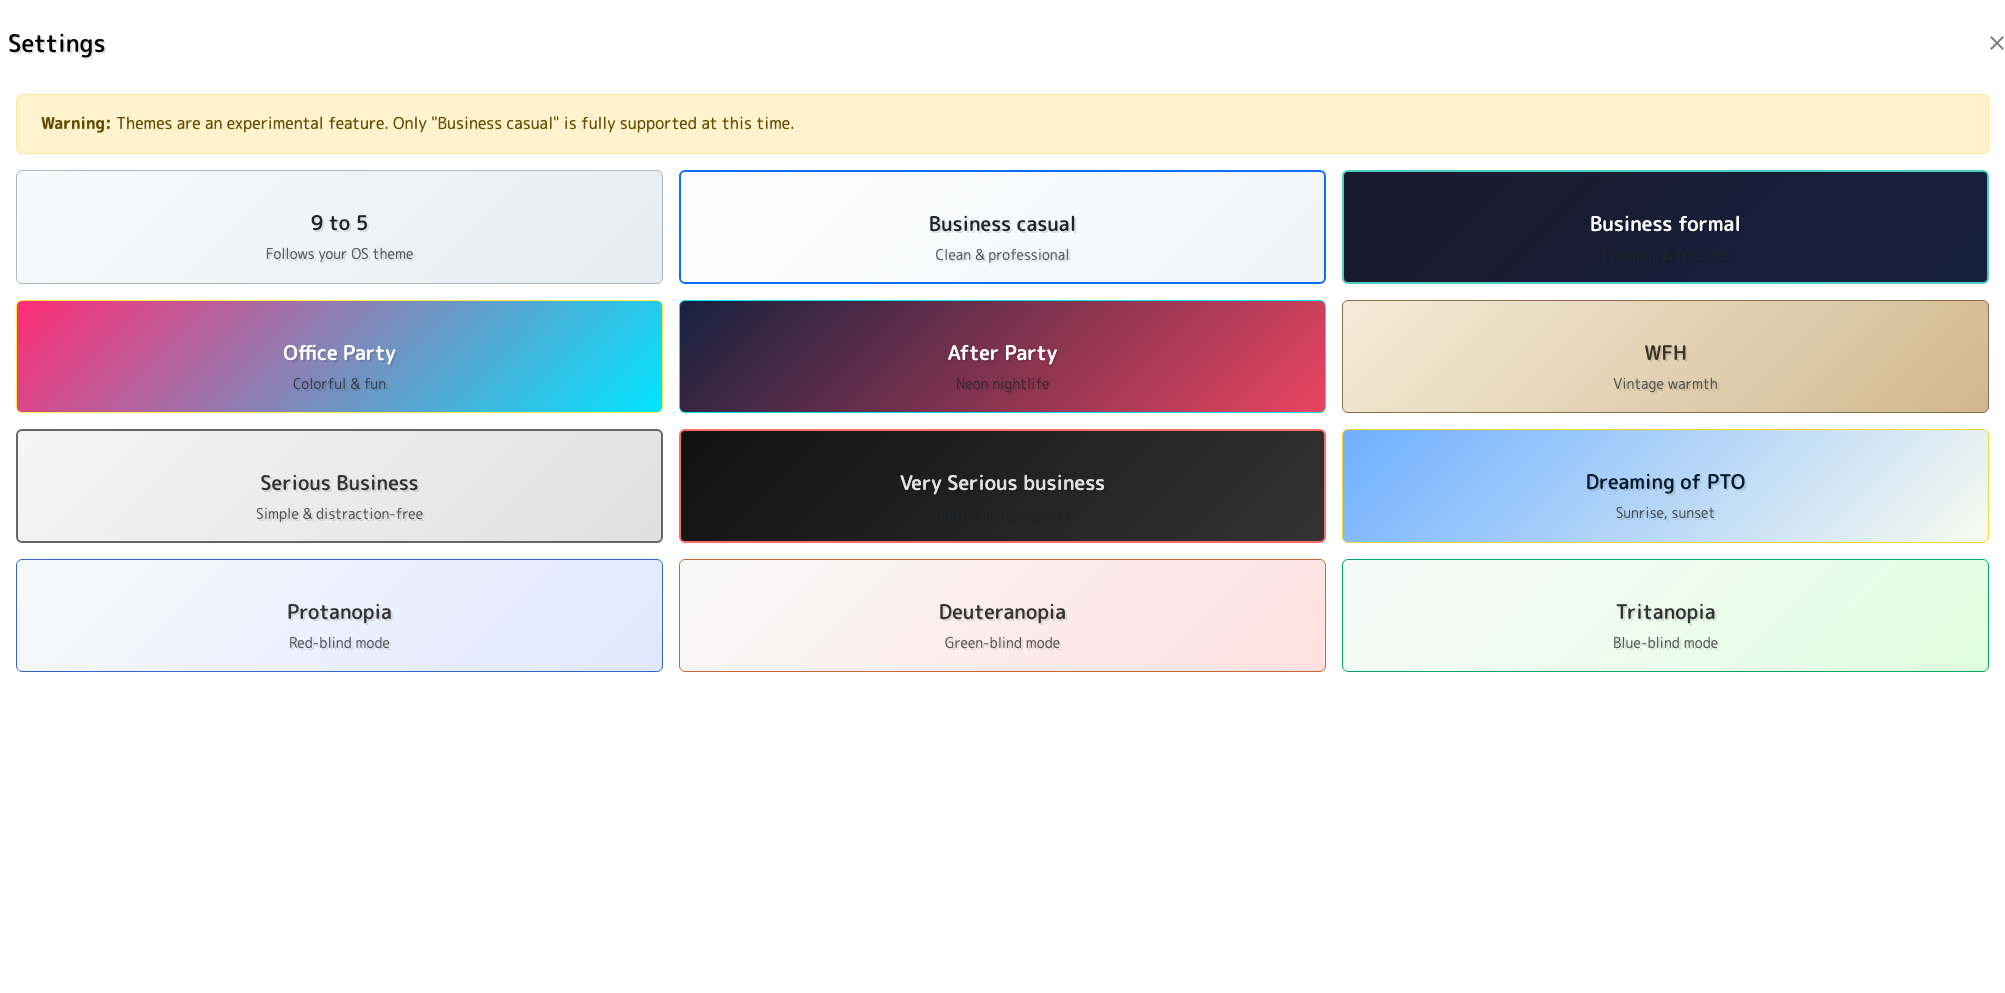 Settings
Warning: Themes are an experimental feature. Only "Business casual" is fully supported at this time.
9 to 5
Follows your OS theme
Business casual
Clean & professional
Business formal
Office Party
Colorful & fun
After Party
Neon nightlife
WFH
Vintage warmth
Serious Business
Simple & distraction-free
Very Serious business
Dreaming of PTO
Sunrise, sunset
Protanopia
Red-blind mode
Deuteranopia
Green-blind mode
Tritanopia
Blue-blind mode